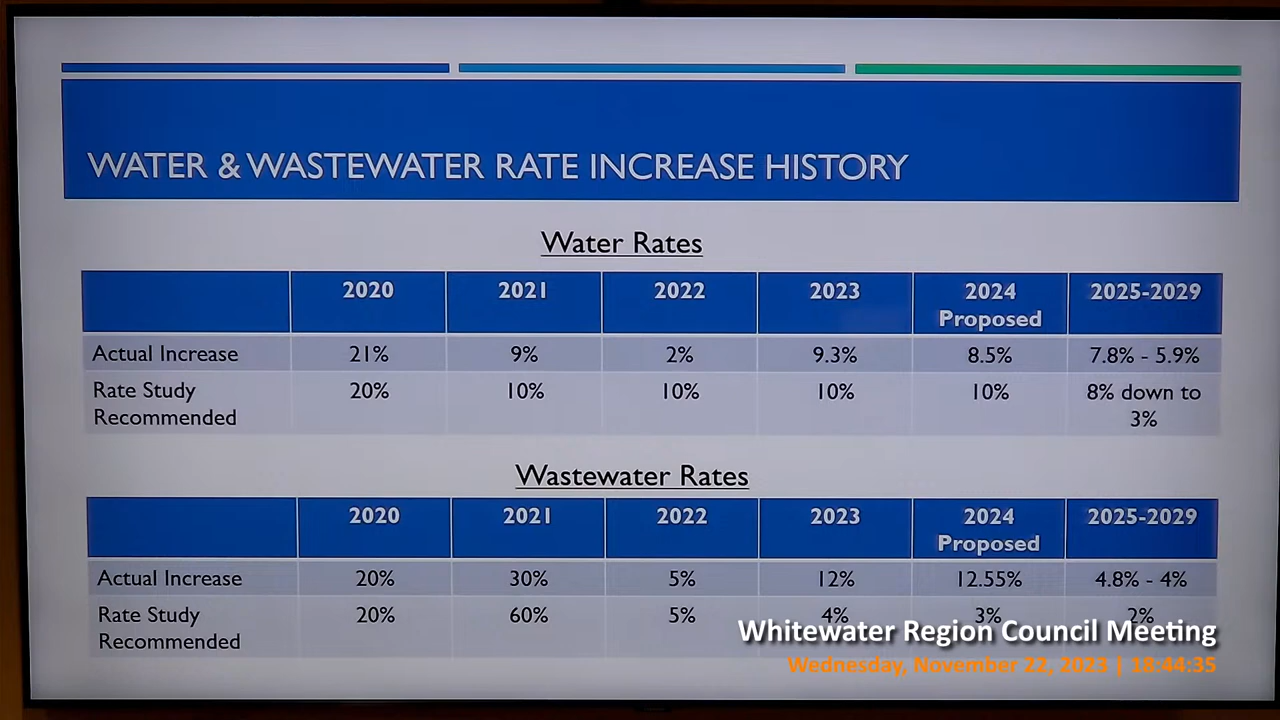 WATER & WASTEWATER RATE INCREASE HISTORY
Water Rates
2020 2021 2022 2023 2024 Proposed 2025-2029
Actual Increase 21% 9% 2% 9.3% 8.5% 7.8% - 5.9%
Rate Study Recommended 20% 10% 10% 10% 10% 8% down to 3%
Wastewater Rates
2020 2021 2022 2023 2024 Proposed 2025-2029
Actual Increase 20% 30% 5% 12% 12.55% 4.8% - 4%
Rate Study Recommended 20% 60% 5% 4% 3% 2%
Whitewater Region Council Meeting
Wednesday, November 22, 2023 | 18:44:35